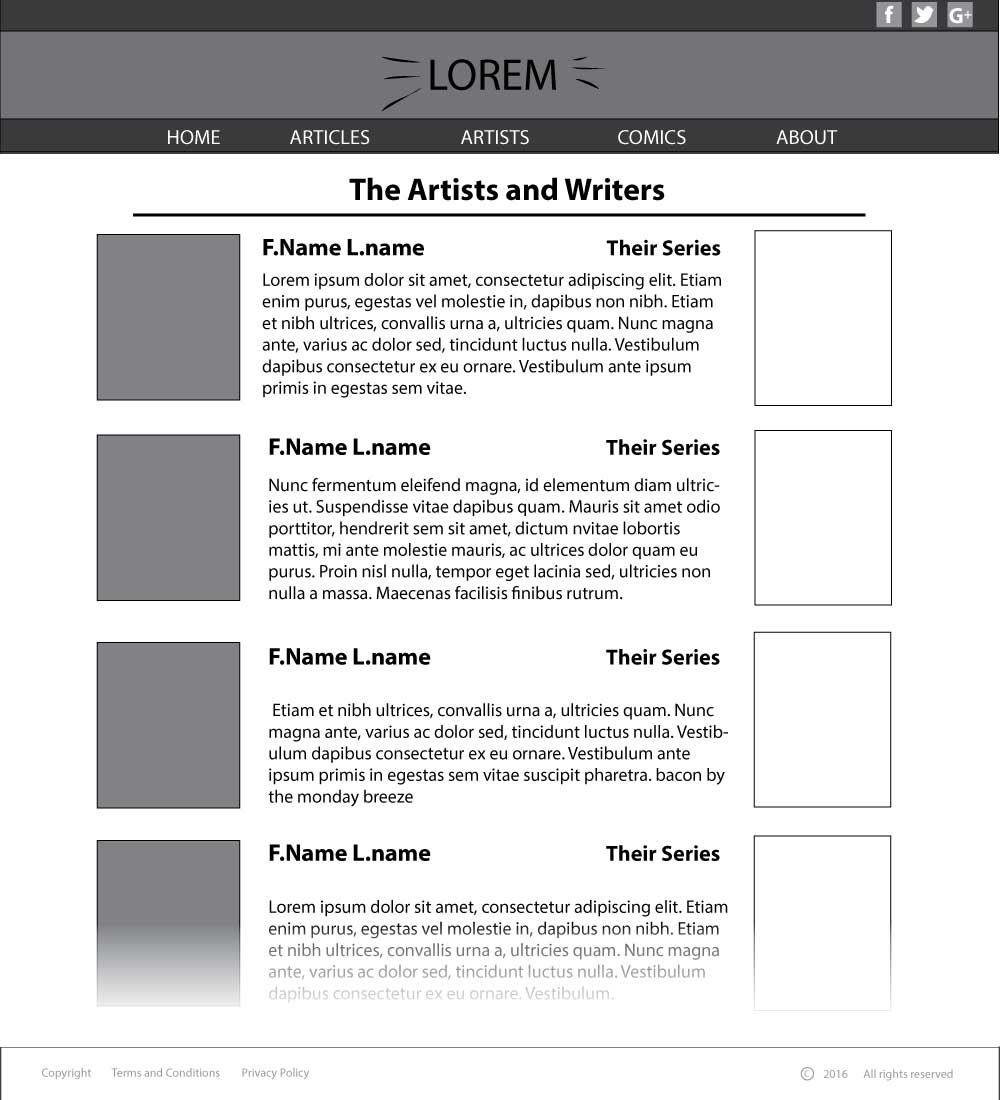 f G+
LOREM
HOME ARTICLES ARTISTS COMICS ABOUT
The Artists and Writers
F.Name L.name Their Series
Lorem ipsum dolor sit amet, consectetur adipiscing elit. Etiam
enim purus, egestas vel molestie in, dapibus non nibh. Etiam
et nibh ultrices, convallis urna a, ultricies quam. Nunc magna
ante, varius ac dolor sed, tincidunt luctus nulla. Vestibulum
dapibus consectetur ex eu ornare. Vestibulum ante ipsum
primis in egestas sem vitae.
F.Name L.name Their Series
Nunc fermentum eleifend magna, id elementum diam ultric-
ies ut. Suspendisse vitae dapibus quam. Mauris sit amet odio
porttitor, hendrerit sem sit amet, dictum nvitae lobortis
mattis, mi ante molestie mauris, ac ultrices dolor quam eu
purus. Proin nisl nulla, tempor eget lacinia sed, ultricies non
nulla a massa. Maecenas facilisis finibus rutrum.
F.Name L.name Their Series
Etiam et nibh ultrices, convallis urna a, ultricies quam. Nunc
magna ante, varius ac dolor sed, tincidunt luctus nulla. Vestib-
ulum dapibus consectetur ex eu ornare. Vestibulum ante
ipsum primis in egestas sem vitae suscipit pharetra. bacon by
the monday breeze
F.Name L.name Their Series
Lorem ipsum dolor sit amet, consectetur adipiscing elit. Etiam
enim purus, egestas vel molestie in, dapibus non nibh. Etiam
et nibh ultrices, convallis urna a, ultricies quam. Nunc magna
ante, varius ac dolor sed, tincidunt luctus nulla. Vestibulum
dapibus consectetur ex eu ornare. Vestibulum.
Copyright Terms and Conditions Privacy Policy © 2016 All rights reserved